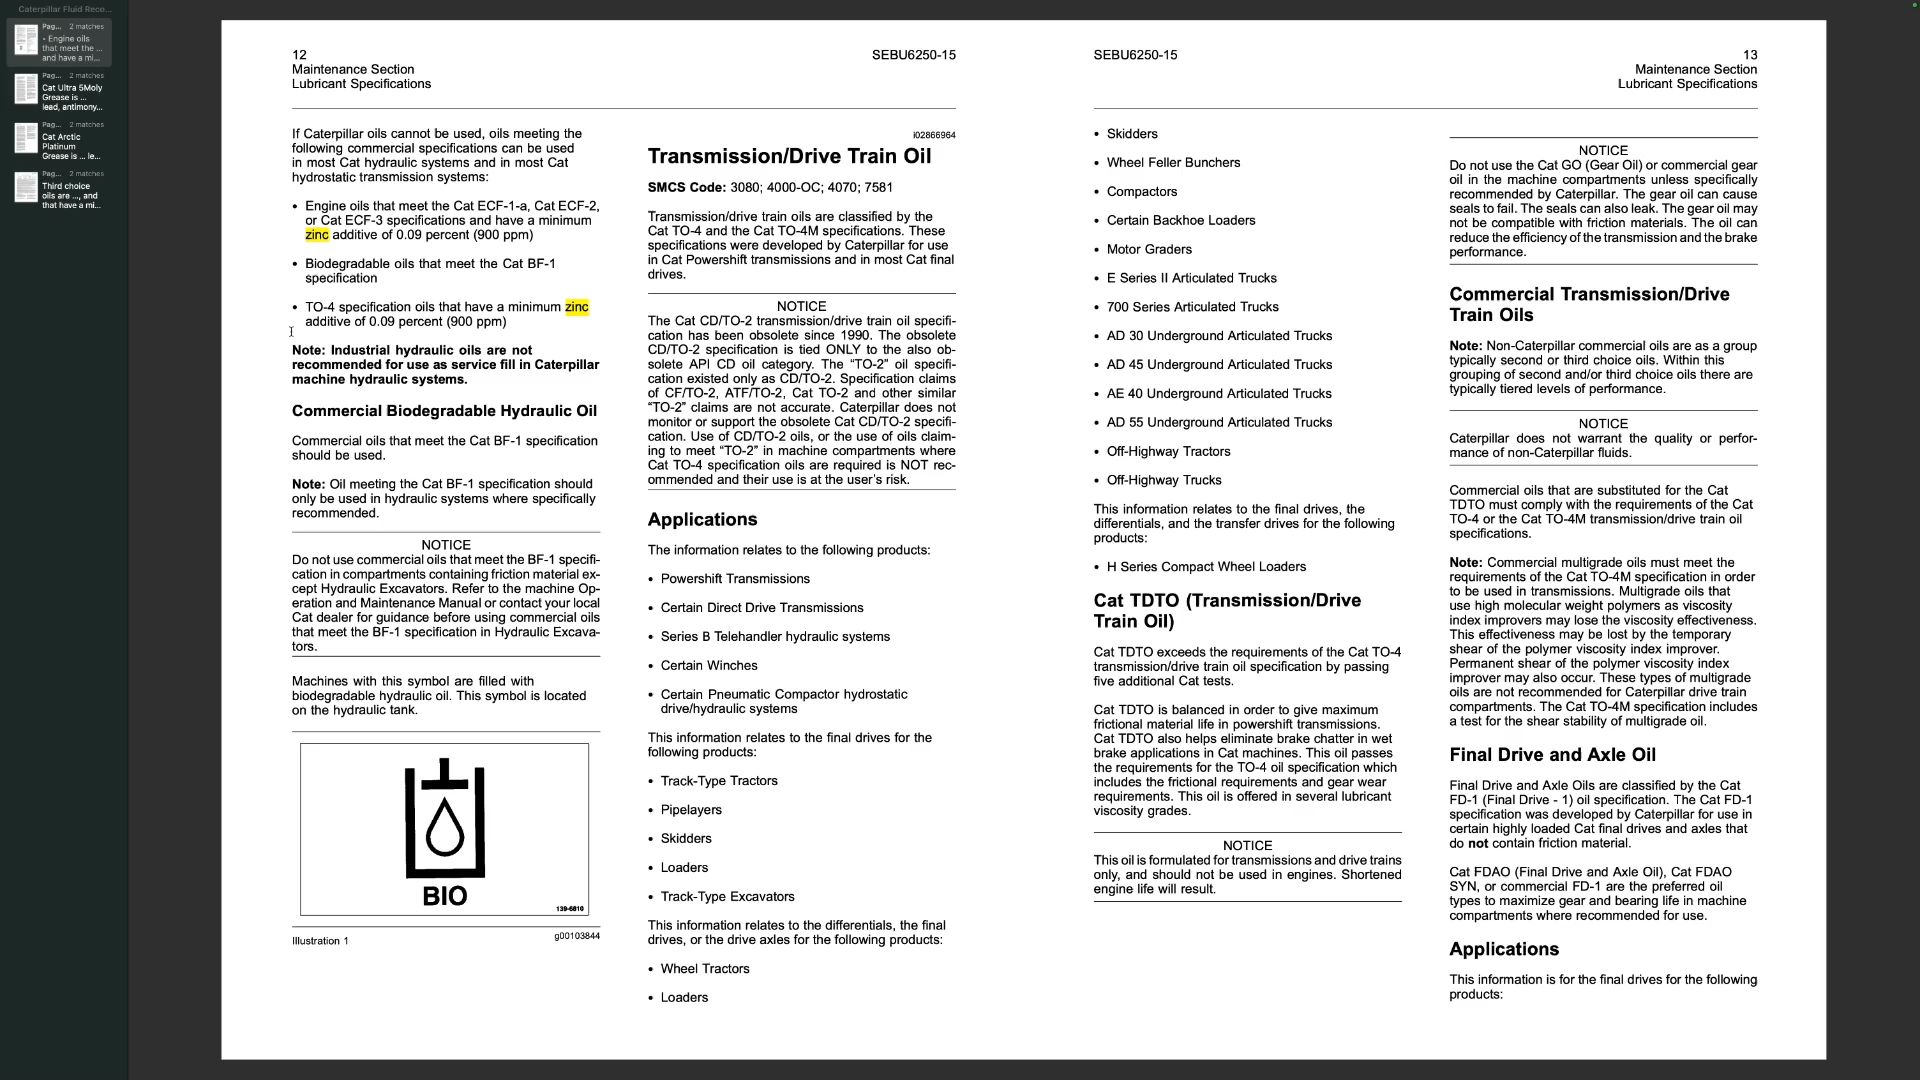 Caterpillar Fluid Reco...
Pag... 2 matches
• Engine oils
that meet the ...
and have a mi...
Pag... 2 matches
Cat Ultra 5Moly
Grease is ...
lead, antimony...
Pag... 2 matches
Cat Arctic
Platinum
Grease is ... le...
Pag... 2 matches
Third choice
oils are ..., and
that have a mi...
12
Maintenance Section
Lubricant Specifications
SEBU6250-15
If Caterpillar oils cannot be used, oils meeting the
following commercial specifications can be used
in most Cat hydraulic systems and in most Cat
hydrostatic transmission systems:
• Engine oils that meet the Cat ECF-1-a, Cat ECF-2,
or Cat ECF-3 specifications and have a minimum
zinc additive of 0.09 percent (900 ppm)
• Biodegradable oils that meet the Cat BF-1
specification
• TO-4 specification oils that have a minimum zinc
additive of 0.09 percent (900 ppm)
Note: Industrial hydraulic oils are not
recommended for use as service fill in Caterpillar
machine hydraulic systems.
Commercial Biodegradable Hydraulic Oil
Commercial oils that meet the Cat BF-1 specification
should be used.
Note: Oil meeting the Cat BF-1 specification should
only be used in hydraulic systems where specifically
recommended.
NOTICE
Do not use commercial oils that meet the BF-1 specifi-
cation in compartments containing friction material ex-
cept Hydraulic Excavators. Refer to the machine Op-
eration and Maintenance Manual or contact your local
Cat dealer for guidance before using commercial oils
that meet the BF-1 specification in Hydraulic Excava-
tors.
Machines with this symbol are filled with
biodegradable hydraulic oil. This symbol is located
on the hydraulic tank.
BIO
139-6810
Illustration 1
g00103844
i02866964
Transmission/Drive Train Oil
SMCS Code: 3080; 4000-OC; 4070; 7581
Transmission/drive train oils are classified by the
Cat TO-4 and the Cat TO-4M specifications. These
specifications were developed by Caterpillar for use
in Cat Powershift transmissions and in most Cat final
drives.
NOTICE
The Cat CD/TO-2 transmission/drive train oil specifi-
cation has been obsolete since 1990. The obsolete
CD/TO-2 specification is tied ONLY to the also ob-
solete API CD oil category. The “TO-2” oil specifi-
cation existed only as CD/TO-2. Specification claims
of CF/TO-2, ATF/TO-2, Cat TO-2 and other similar
“TO-2” claims are not accurate. Caterpillar does not
monitor or support the obsolete Cat CD/TO-2 specifi-
cation. Use of CD/TO-2 oils, or the use of oils claim-
ing to meet “TO-2” in machine compartments where
Cat TO-4 specification oils are required is NOT rec-
ommended and their use is at the user’s risk.
Applications
The information relates to the following products:
• Powershift Transmissions
• Certain Direct Drive Transmissions
• Series B Telehandler hydraulic systems
• Certain Winches
• Certain Pneumatic Compactor hydrostatic
drive/hydraulic systems
This information relates to the final drives for the
following products:
• Track-Type Tractors
• Pipelayers
• Skidders
• Loaders
• Track-Type Excavators
This information relates to the differentials, the final
drives, or the drive axles for the following products:
• Wheel Tractors
• Loaders
SEBU6250-15
13
Maintenance Section
Lubricant Specifications
• Skidders
• Wheel Feller Bunchers
• Compactors
• Certain Backhoe Loaders
• Motor Graders
• E Series II Articulated Trucks
• 700 Series Articulated Trucks
• AD 30 Underground Articulated Trucks
• AD 45 Underground Articulated Trucks
• AE 40 Underground Articulated Trucks
• AD 55 Underground Articulated Trucks
• Off-Highway Tractors
• Off-Highway Trucks
This information relates to the final drives, the
differentials, and the transfer drives for the following
products:
• H Series Compact Wheel Loaders
Cat TDTO (Transmission/Drive
Train Oil)
Cat TDTO exceeds the requirements of the Cat TO-4
transmission/drive train oil specification by passing
five additional Cat tests.
Cat TDTO is balanced in order to give maximum
frictional material life in powershift transmissions.
Cat TDTO also helps eliminate brake chatter in wet
brake applications in Cat machines. This oil passes
the requirements for the TO-4 oil specification which
includes the frictional requirements and gear wear
requirements. This oil is offered in several lubricant
viscosity grades.
NOTICE
This oil is formulated for transmissions and drive trains
only, and should not be used in engines. Shortened
engine life will result.
NOTICE
Do not use the Cat GO (Gear Oil) or commercial gear
oil in the machine compartments unless specifically
recommended by Caterpillar. The gear oil can cause
seals to fail. The seals can also leak. The gear oil may
not be compatible with friction materials. The oil can
reduce the efficiency of the transmission and the brake
performance.
Commercial Transmission/Drive
Train Oils
Note: Non-Caterpillar commercial oils are as a group
typically second or third choice oils. Within this
grouping of second and/or third choice oils there are
typically tiered levels of performance.
NOTICE
Caterpillar does not warrant the quality or perfor-
mance of non-Caterpillar fluids.
Commercial oils that are substituted for the Cat
TDTO must comply with the requirements of the Cat
TO-4 or the Cat TO-4M transmission/drive train oil
specifications.
Note: Commercial multigrade oils must meet the
requirements of the Cat TO-4M specification in order
to be used in transmissions. Multigrade oils that
use high molecular weight polymers as viscosity
index improvers may lose the viscosity effectiveness.
This effectiveness may be lost by the temporary
shear of the polymer viscosity index improver.
Permanent shear of the polymer viscosity index
improver may also occur. These types of multigrade
oils are not recommended for Caterpillar drive train
compartments. The Cat TO-4M specification includes
a test for the shear stability of multigrade oil.
Final Drive and Axle Oil
Final Drive and Axle Oils are classified by the Cat
FD-1 (Final Drive - 1) oil specification. The Cat FD-1
specification was developed by Caterpillar for use in
certain highly loaded Cat final drives and axles that
do not contain friction material.
Cat FDAO (Final Drive and Axle Oil), Cat FDAO
SYN, or commercial FD-1 are the preferred oil
types to maximize gear and bearing life in machine
compartments where recommended for use.
Applications
This information is for the final drives for the following
products: